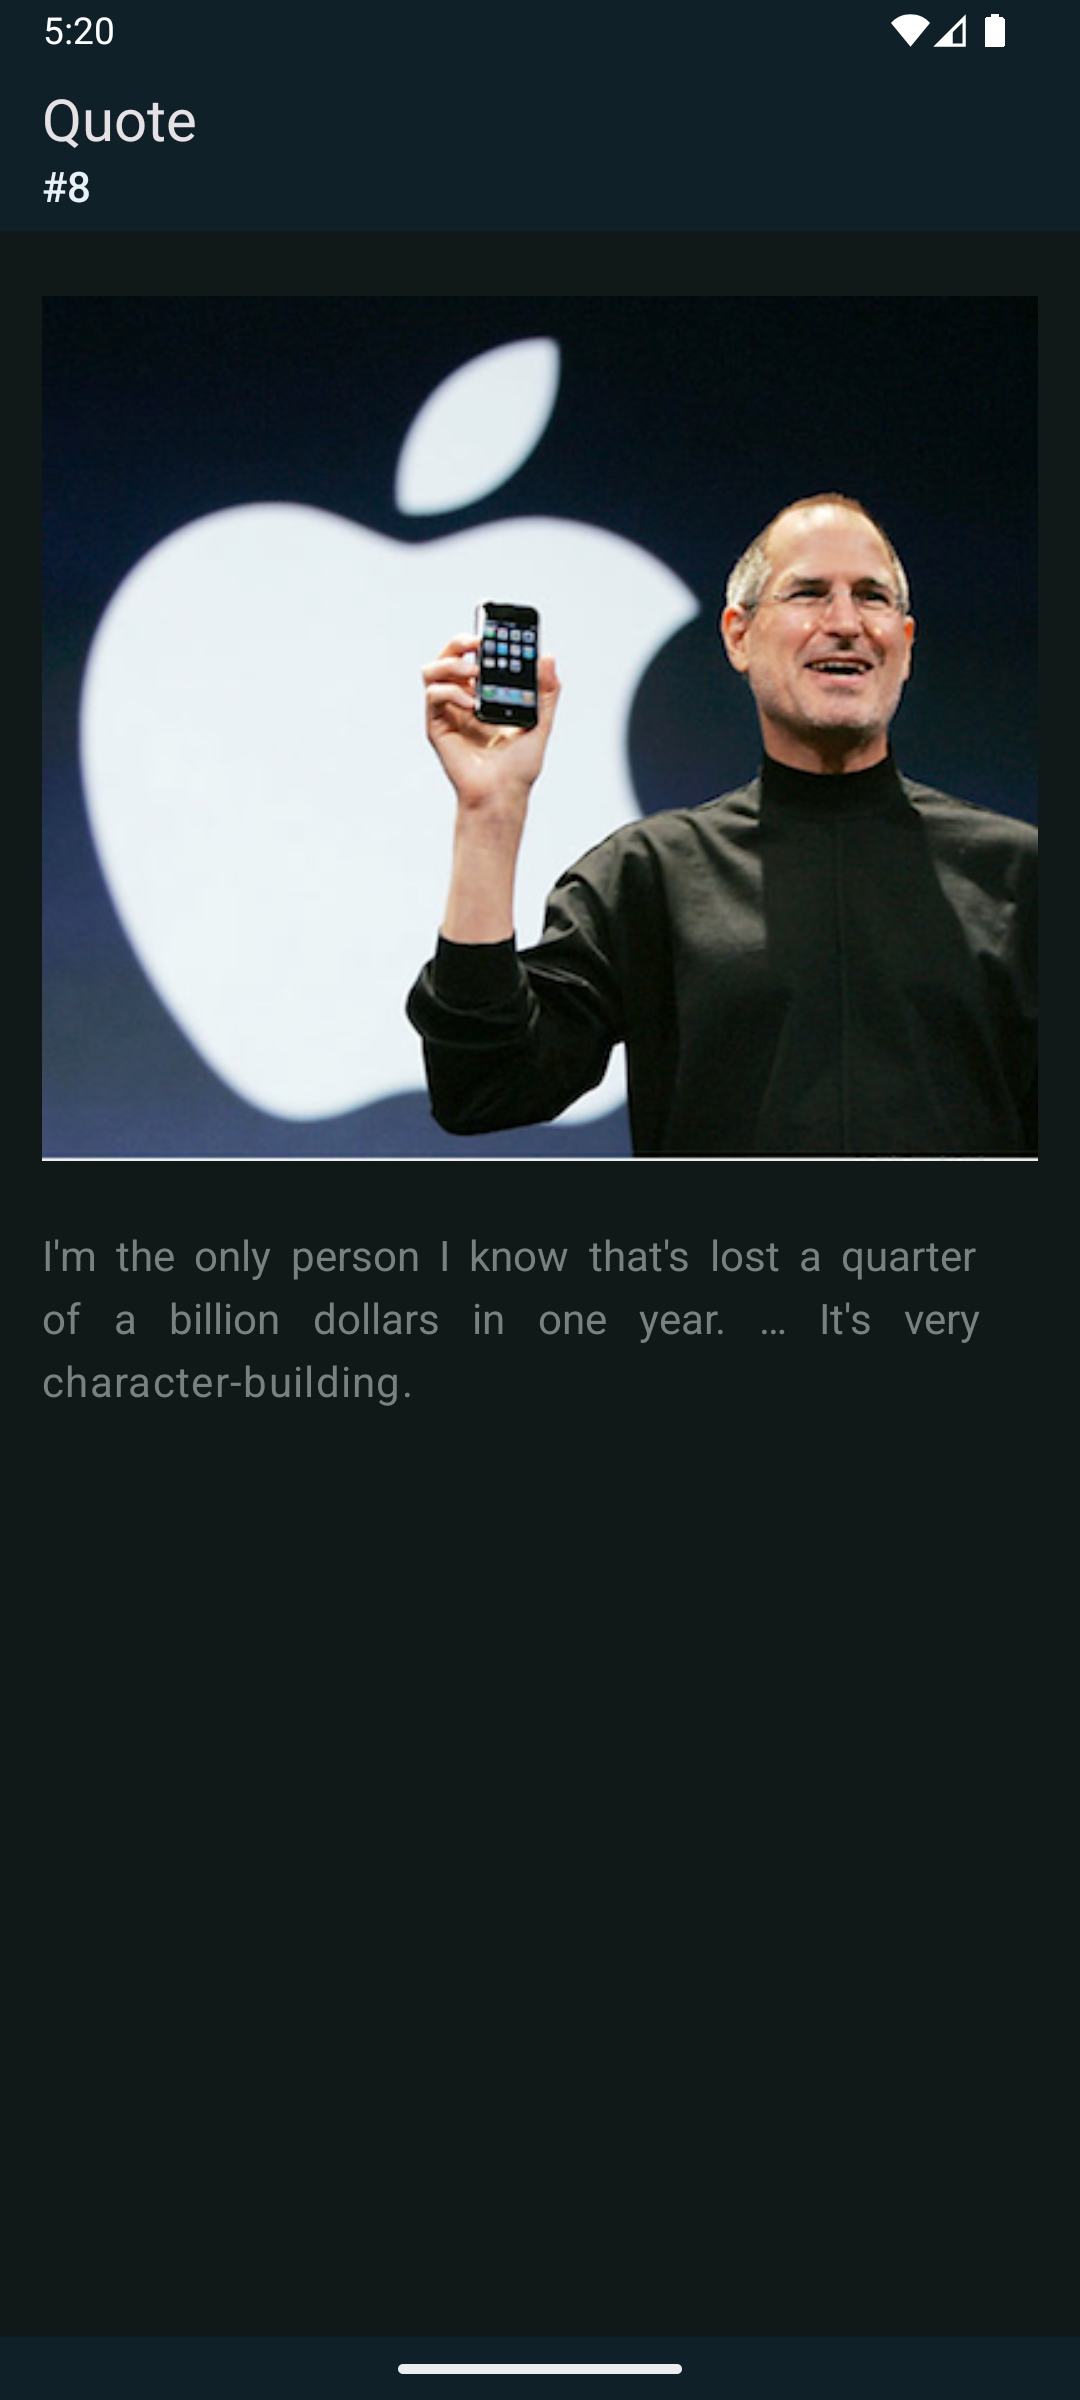 5:20
Quote
#8
I'm the only person I know that's lost a quarter
of a billion dollars in one year. ... It's very
character-building.